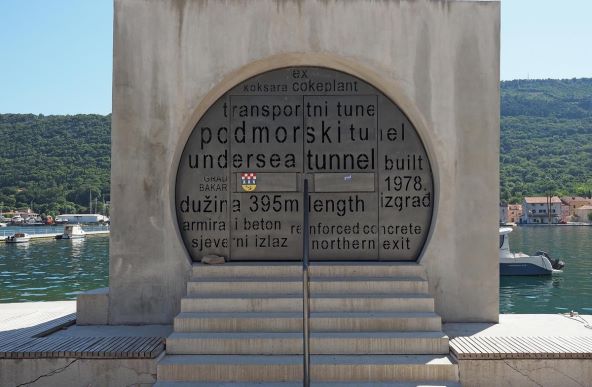 ex
koksara cokeplant
transportni tunel
podmorski tunel
undersea tunnel built
GRAD
BAKAR
1978.
dužina 395m length izgrađ
armirani beton reinforced concrete
sjeverni izlaz northern exit